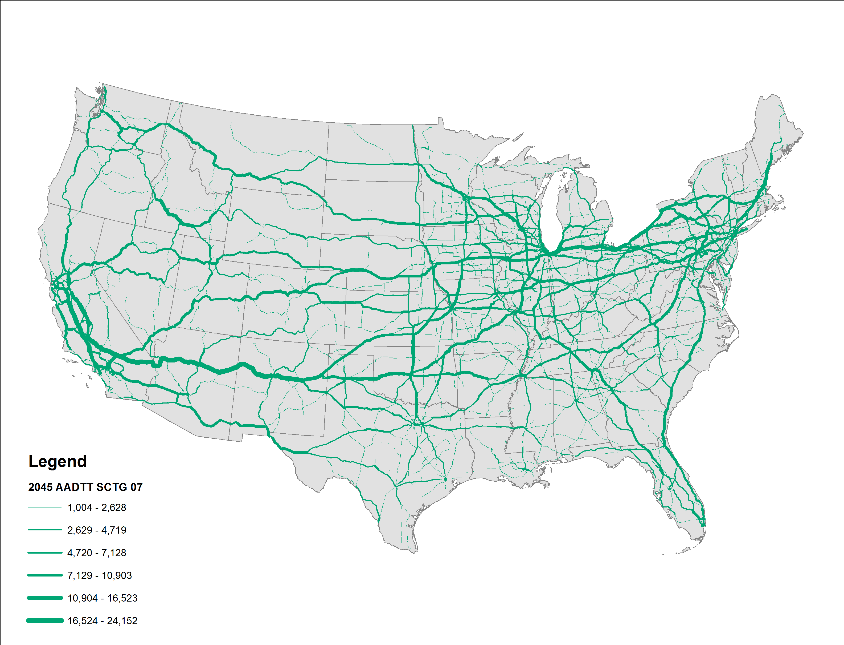 Legend
2045 AADTT SCTG 07
1,004 - 2,628
2,629 - 4,719
4,720 - 7,128
7,129 - 10,903
10,904 - 16,523
16,524 - 24,152